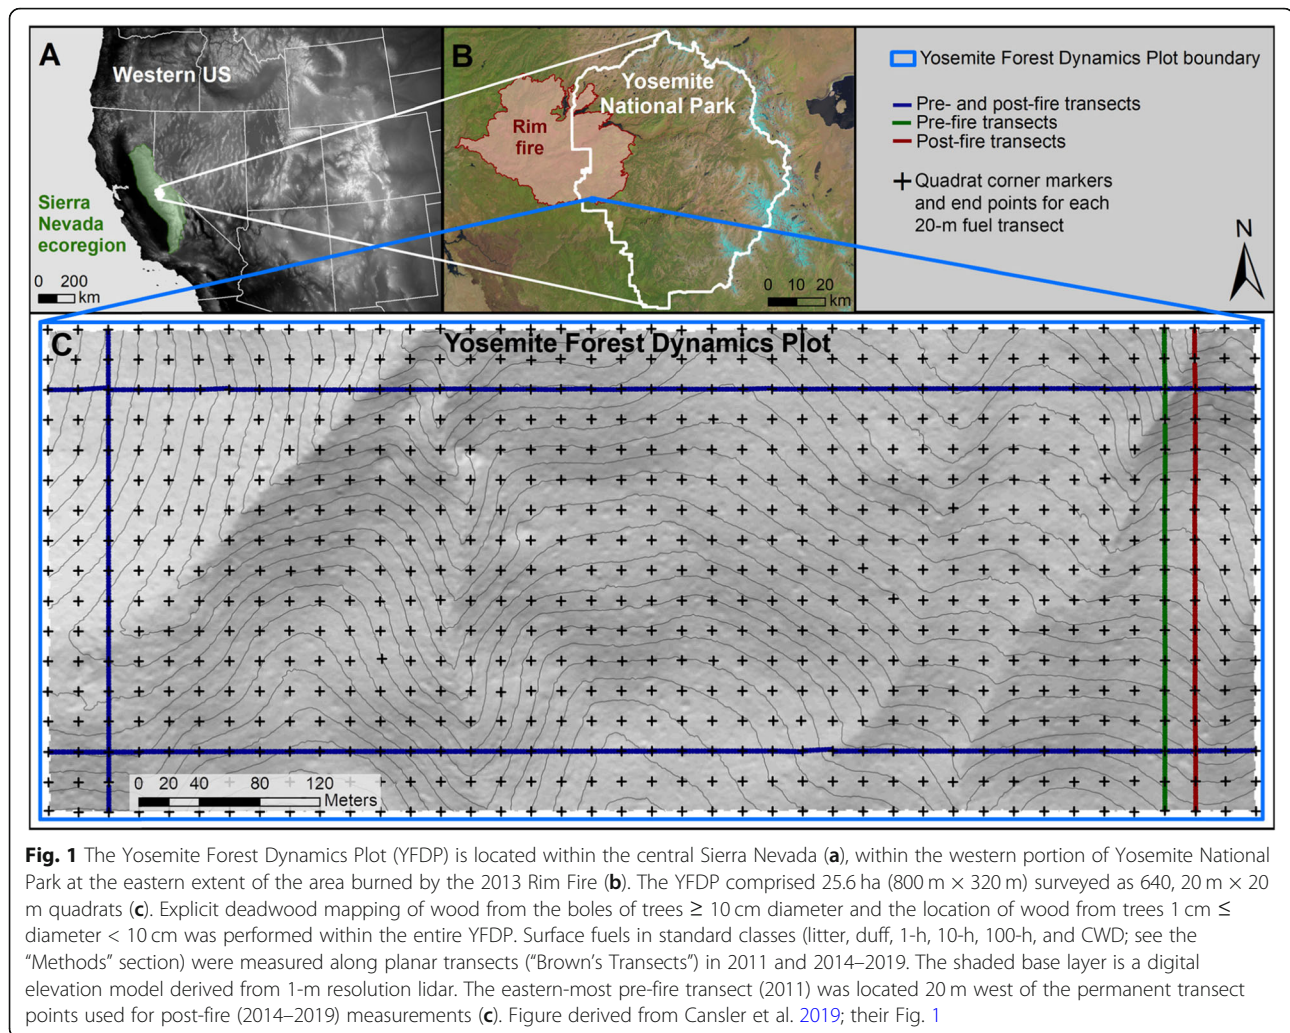 A
Western US
Sierra
Nevada
ecoregion
0 200
km
B
Yosemite
National Park
Rim
fire
0 10 20
km
Yosemite Forest Dynamics Plot boundary
Pre- and post-fire transects
Pre-fire transects
Post-fire transects
Quadrat corner markers
and end points for each
20-m fuel transect
N
C
Yosemite Forest Dynamics Plot
0 20 40 80 120
Meters
Fig. 1 The Yosemite Forest Dynamics Plot (YFDP) is located within the central Sierra Nevada (a), within the western portion of Yosemite National
Park at the eastern extent of the area burned by the 2013 Rim Fire (b). The YFDP comprised 25.6 ha (800 m × 320 m) surveyed as 640, 20 m × 20
m quadrats (c). Explicit deadwood mapping of wood from the boles of trees ≥ 10 cm diameter and the location of wood from trees 1 cm ≤
diameter < 10 cm was performed within the entire YFDP. Surface fuels in standard classes (litter, duff, 1-h, 10-h, 100-h, and CWD; see the
“Methods” section) were measured along planar transects (“Brown’s Transects”) in 2011 and 2014–2019. The shaded base layer is a digital
elevation model derived from 1-m resolution lidar. The eastern-most pre-fire transect (2011) was located 20 m west of the permanent transect
points used for post-fire (2014–2019) measurements (c). Figure derived from Cansler et al. 2019; their Fig. 1